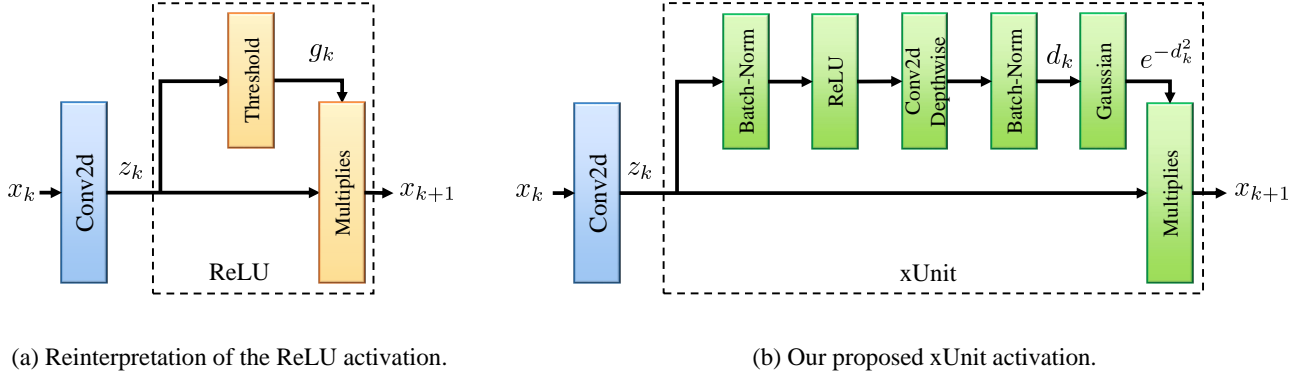 x_k
Conv2d
z_k
Threshold
g_k
Multiplies
x_{k+1}
ReLU
(a) Reinterpretation of the ReLU activation.
x_k
Conv2d
z_k
Batch-Norm
ReLU
Conv2d
Depthwise
Batch-Norm
d_k
Gaussian
e^{-d_k^2}
Multiplies
x_{k+1}
xUnit
(b) Our proposed xUnit activation.